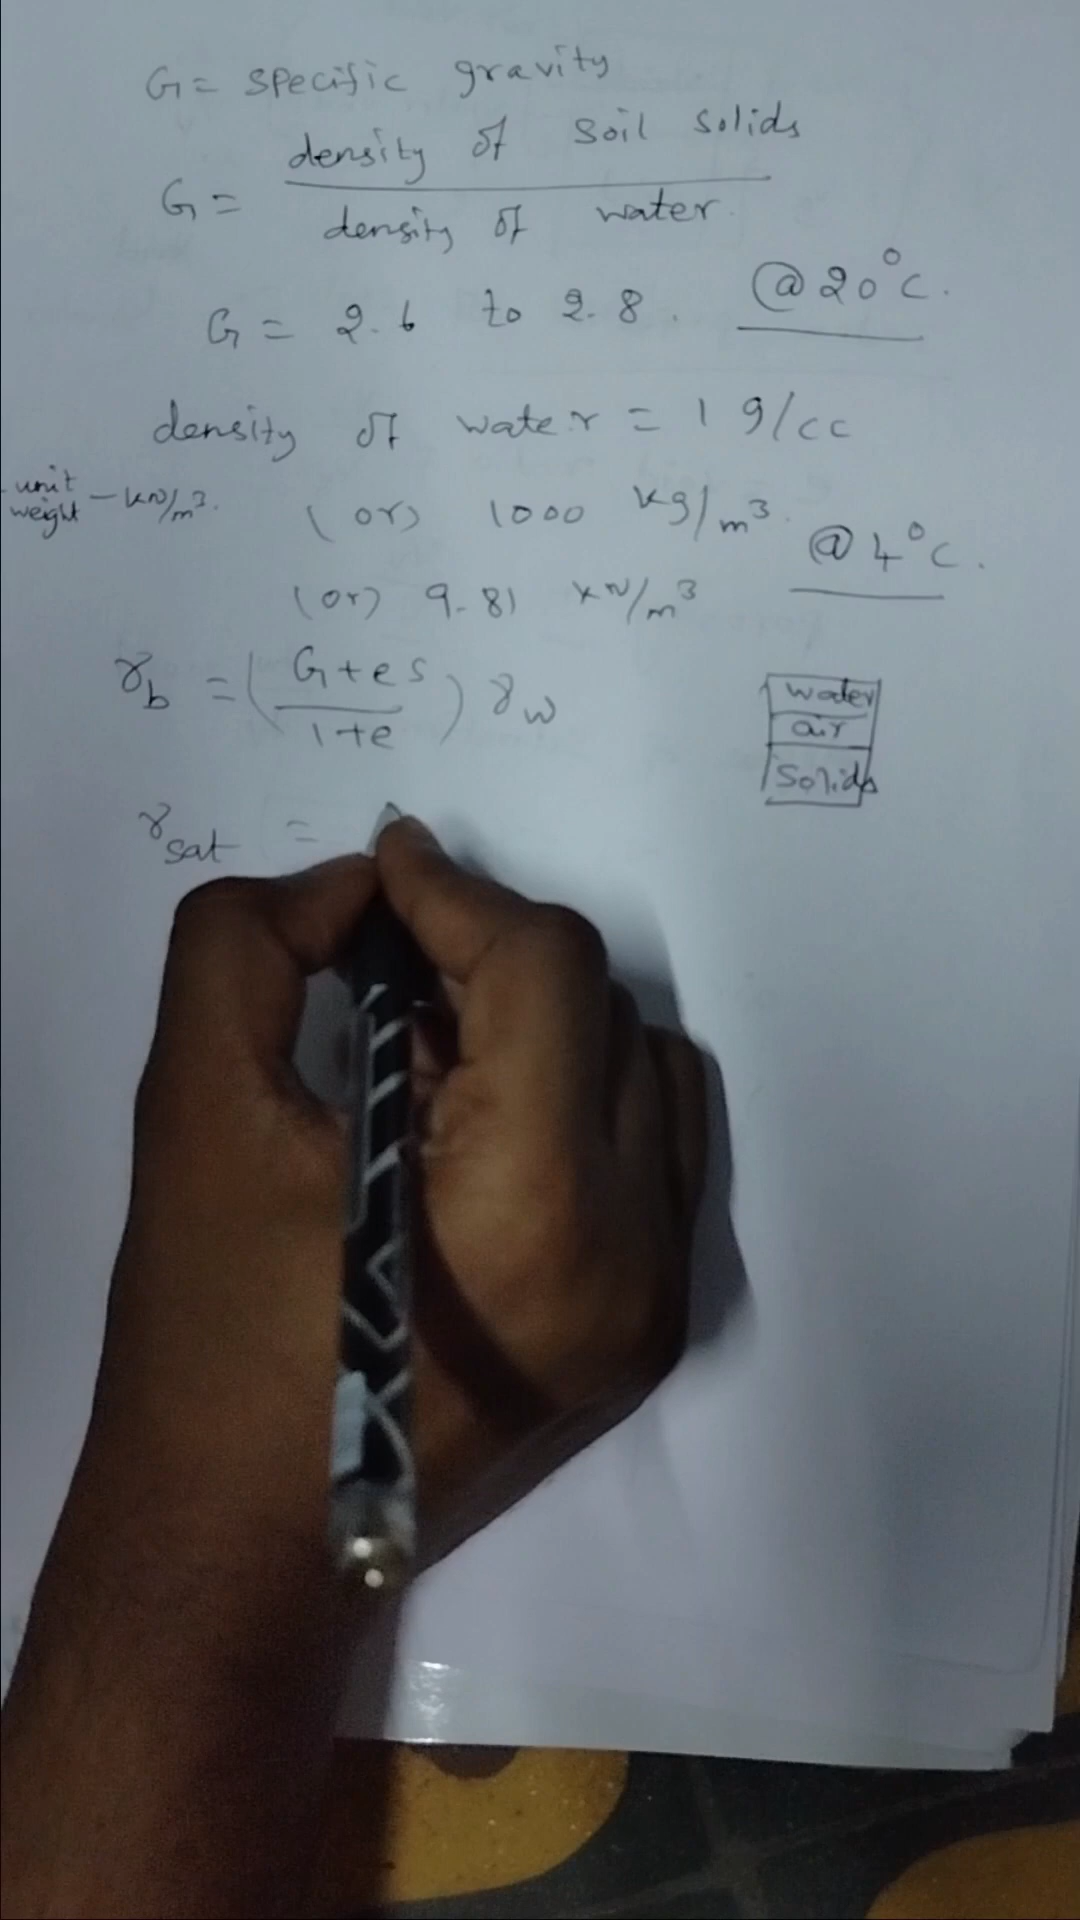 G = specific gravity
G = density of soil solids / density of water
G = 2.6 to 2.8. @ 20°C.
density of water = 1 g/cc
unit weight - kN/m³.
(or) 1000 kg/m³.
@ 4°C.
(or) 9.81 kN/m³
γb = (G+es / 1+e) γw
water
air
Solids
γsat =